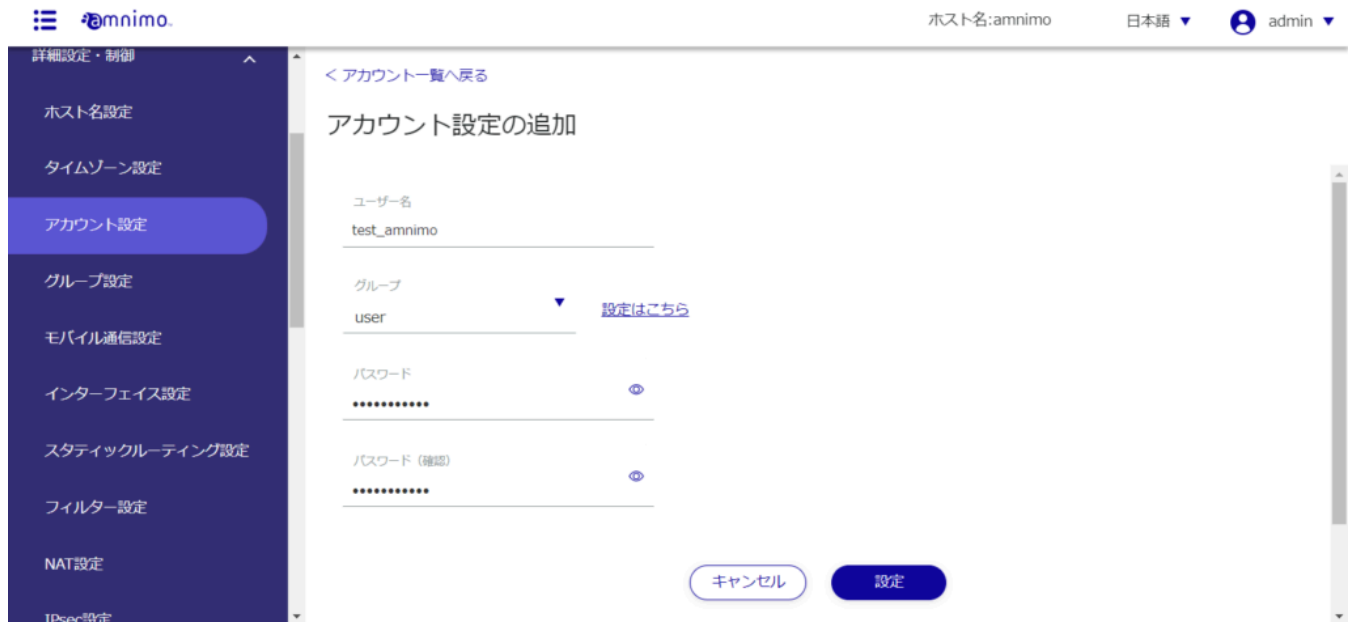 amnimo
ホスト名:amnimo
日本語 ▼
admin ▼
詳細設定・制御
ホスト名設定
タイムゾーン設定
アカウント設定
グループ設定
モバイル通信設定
インターフェイス設定
スタティックルーティング設定
フィルター設定
NAT設定
IPsec設定
< アカウント一覧へ戻る
アカウント設定の追加
ユーザー名
test_amnimo
グループ
user
設定はこちら
パスワード
•••••••••••
パスワード（確認）
•••••••••••
キャンセル
設定